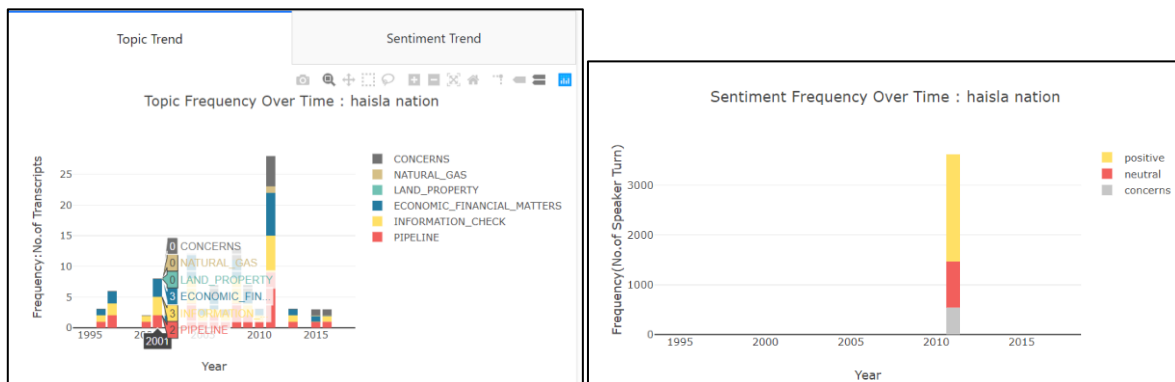 Topic Trend
Sentiment Trend
Topic Frequency Over Time : haisla nation
Frequency:No.of Transcripts
25
20
15
10
5
0
CONCERNS
NATURAL_GAS
LAND_PROPERTY
ECONOMIC_FINANCIAL_MATTERS
INFORMATION_CHECK
PIPELINE
0 CONCERNS
0 NATURAL_GAS
0 LAND_PROPERTY
3 ECONOMIC_FIN...
3
2 PIPELINE
1995
2001
2010
2015
Year
Sentiment Frequency Over Time : haisla nation
Frequency(No.of Speaker Turn)
3000
2000
1000
0
positive
neutral
concerns
1995
2000
2005
2010
2015
Year